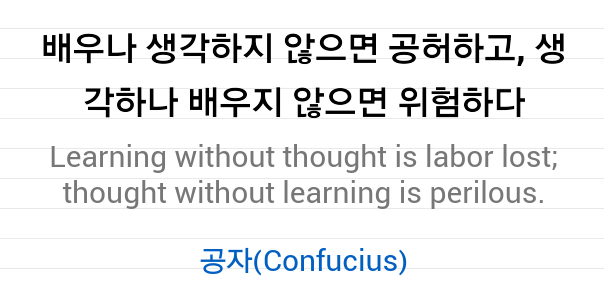 배우나 생각하지 않으면 공허하고, 생
각하나 배우지 않으면 위험하다
Learning without thought is labor lost;
thought without learning is perilous.
공자(Confucius)